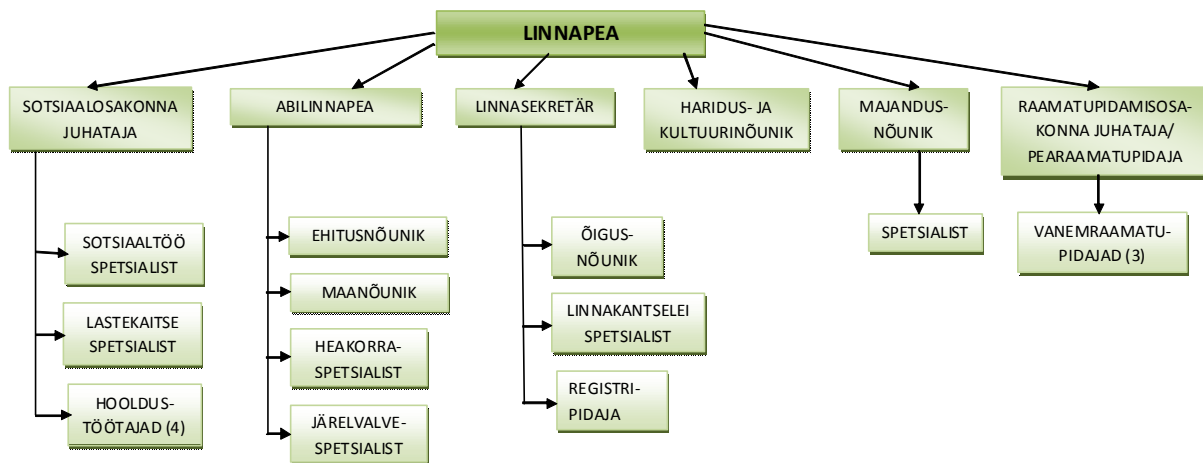 LINNAPEA
SOTSIAALOSAKONNA
JUHATAJA
ABILINNAPEA
LINNASEKRETÄR
HARIDUS- JA
KULTUURINÕUNIK
MAJANDUS-
NÕUNIK
RAAMATUPIDAMISOSA-
KONNA JUHATAJA/
PEARAAMATUPIDAJA
SOTSIAALTÖÖ
SPETSIALIST
LASTEKAITSE
SPETSIALIST
HOOLDUS-
TÖÖTAJAD (4)
EHITUSNÕUNIK
MAANÕUNIK
HEAKORRA-
SPETSIALIST
JÄRELVALVE-
SPETSIALIST
ÕIGUS-
NÕUNIK
LINNAKANTSELEI
SPETSIALIST
REGISTRI-
PIDAJA
SPETSIALIST
VANEMRAAMATU-
PIDAJAD (3)